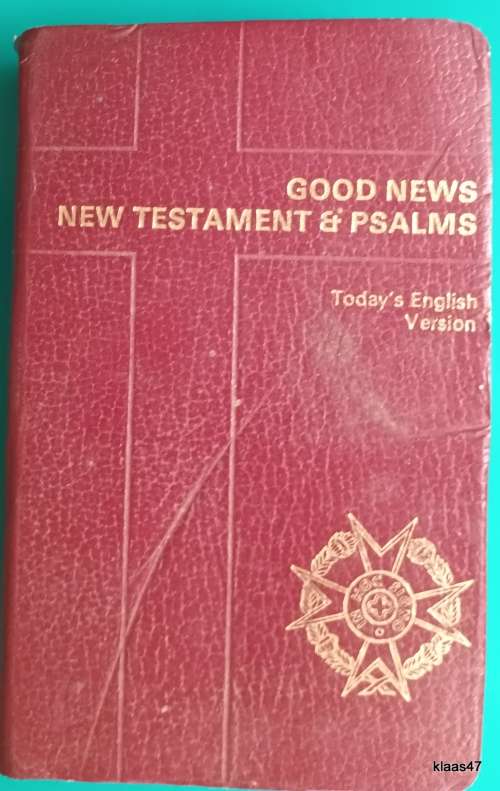 GOOD NEWS
NEW TESTAMENT & PSALMS
Today's English
Version
klaas47